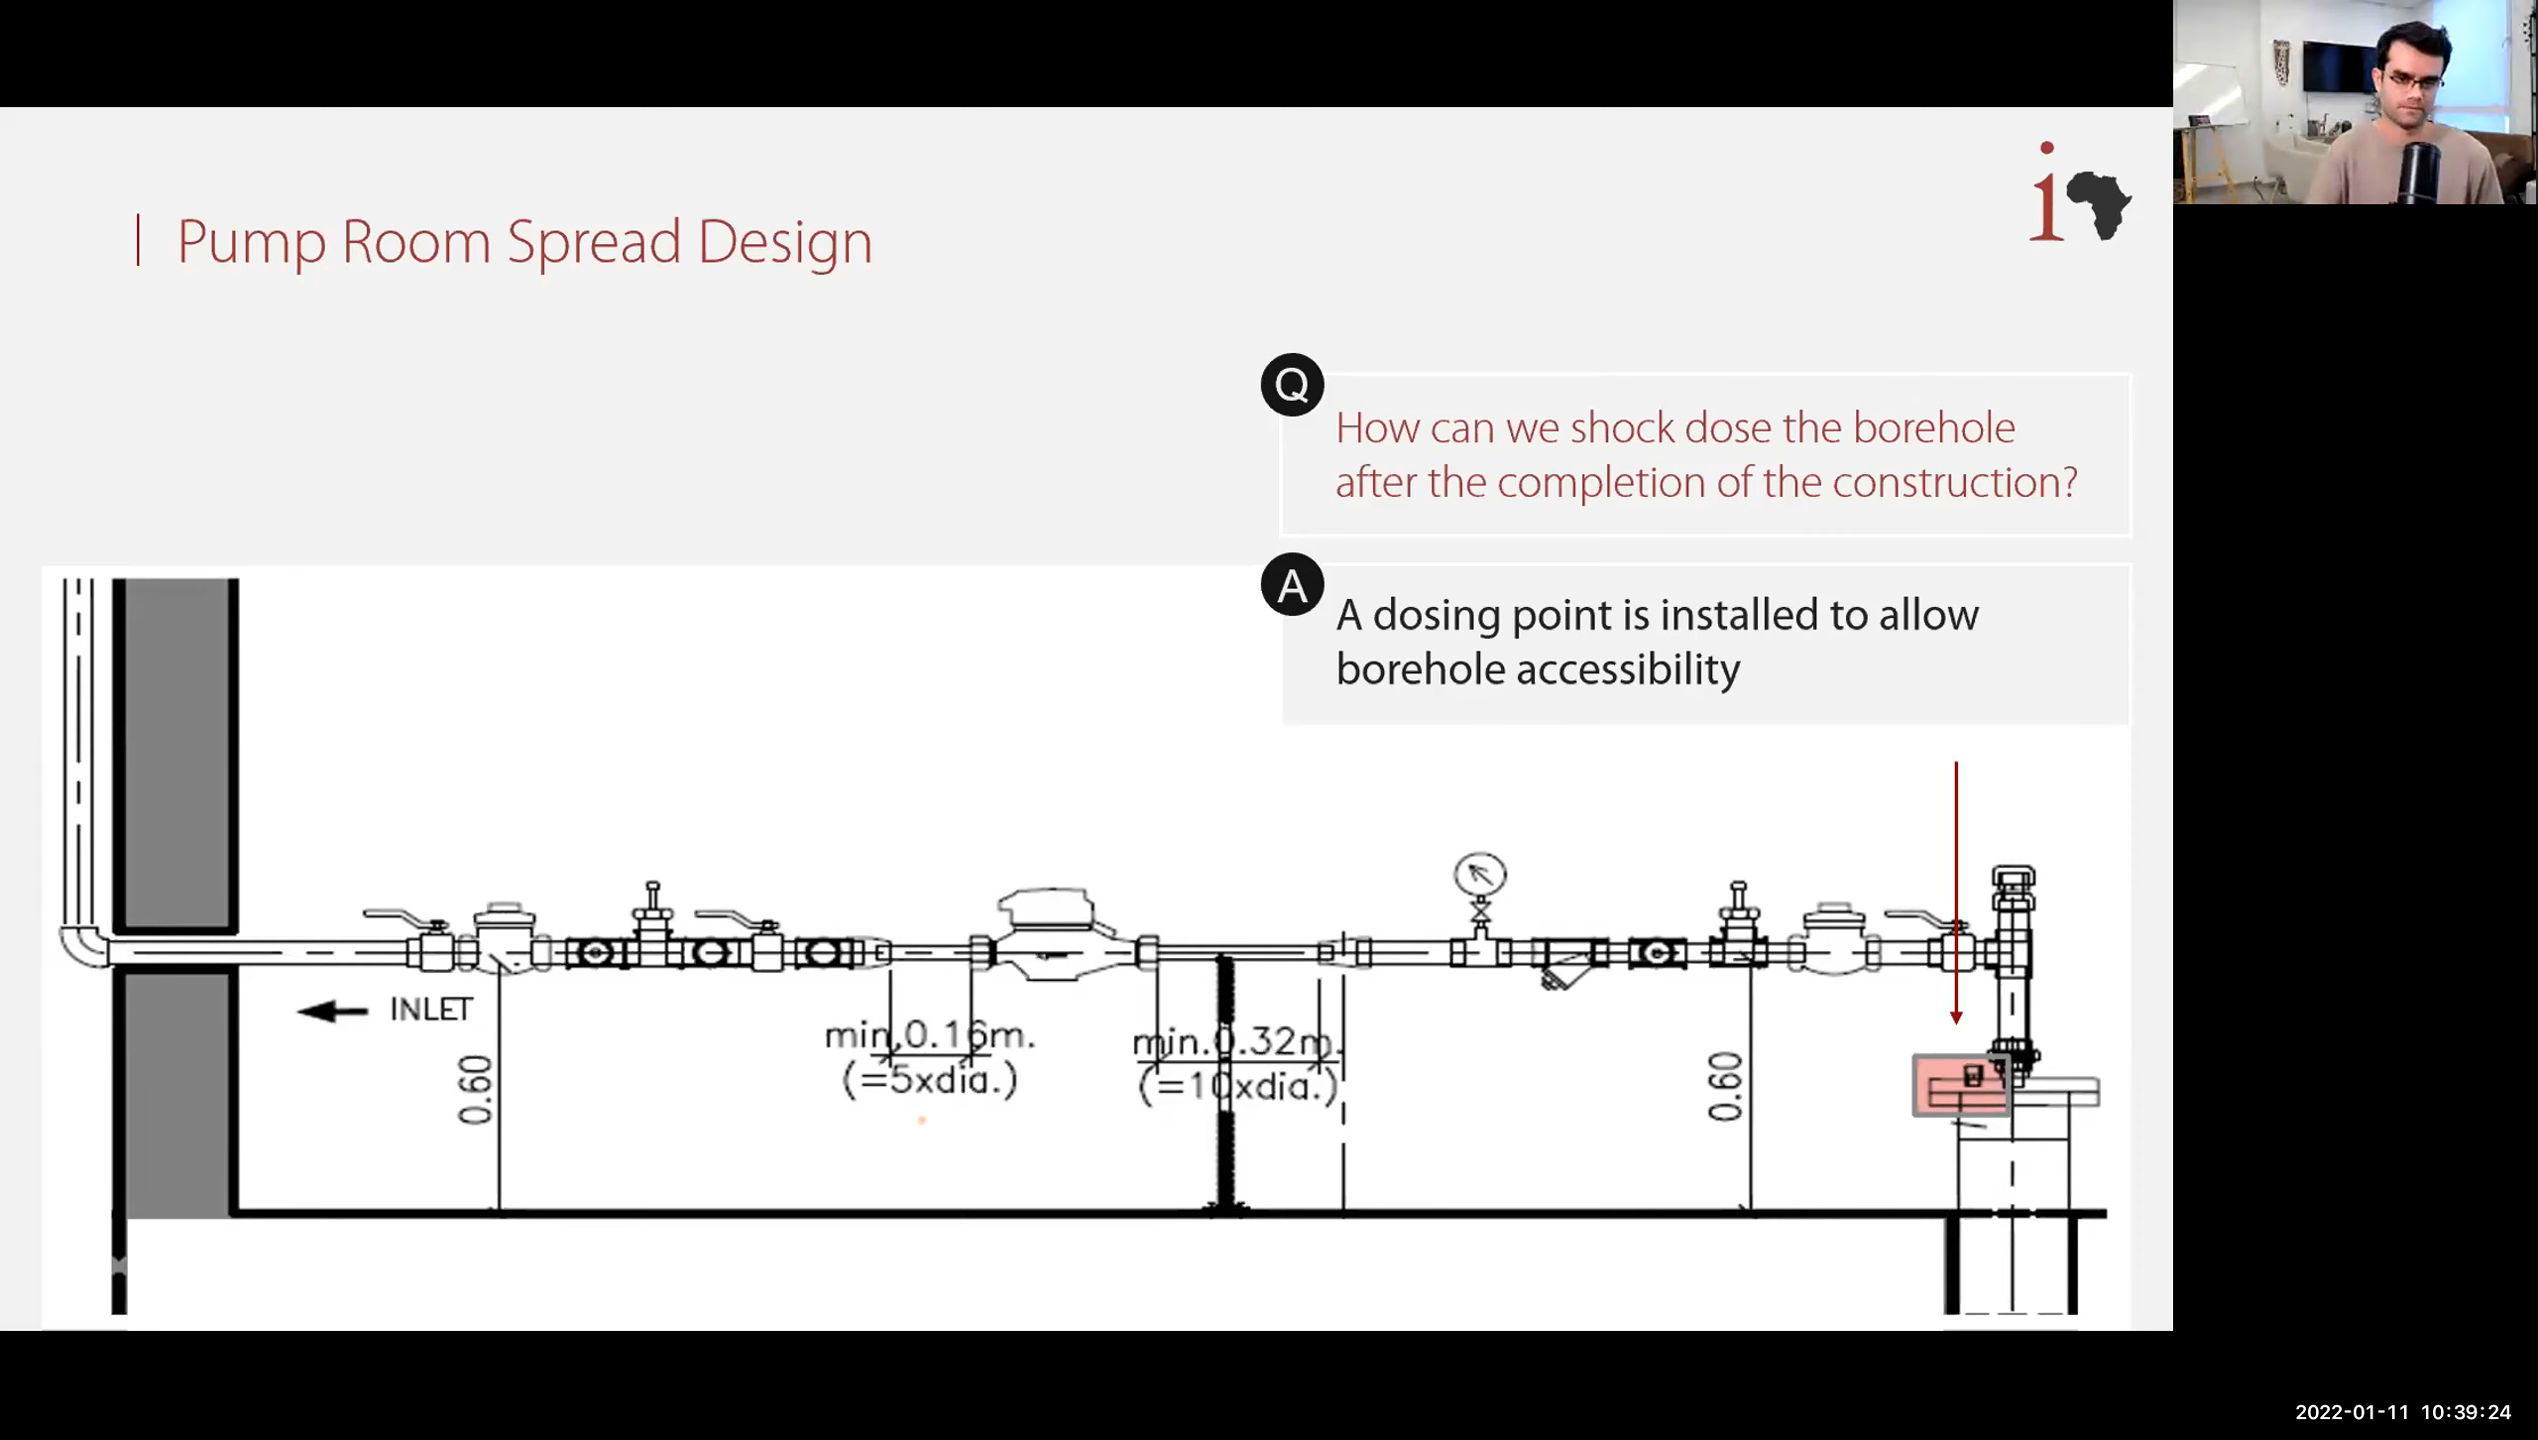 Pump Room Spread Design
i
Q
How can we shock dose the borehole
after the completion of the construction?
A
A dosing point is installed to allow
borehole accessibility
INLET
0.60
min.0.16m.
(=5xdia.)
min.0.32m.
(=10xdia.)
0.60
2022-01-11 10:39:24